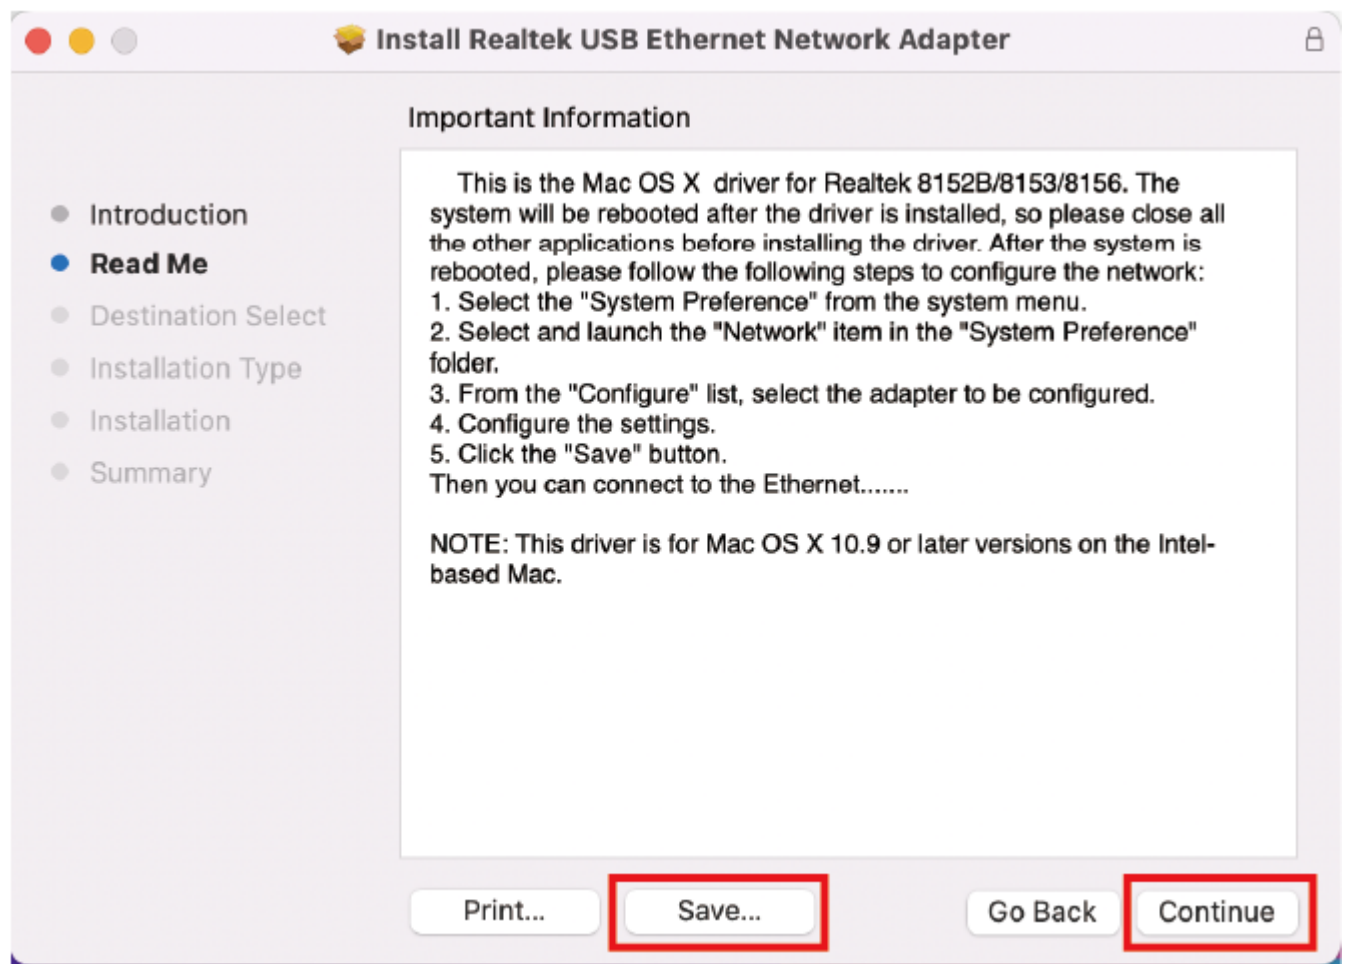 Install Realtek USB Ethernet Network Adapter
Important Information
Introduction
Read Me
Destination Select
Installation Type
Installation
Summary
This is the Mac OS X driver for Realtek 8152B/8153/8156. The
system will be rebooted after the driver is installed, so please close all
the other applications before installing the driver. After the system is
rebooted, please follow the following steps to configure the network:
1. Select the "System Preference" from the system menu.
2. Select and launch the "Network" item in the "System Preference"
folder.
3. From the "Configure" list, select the adapter to be configured.
4. Configure the settings.
5. Click the "Save" button.
Then you can connect to the Ethernet.......
NOTE: This driver is for Mac OS X 10.9 or later versions on the Intel-
based Mac.
Print... Save... Go Back Continue